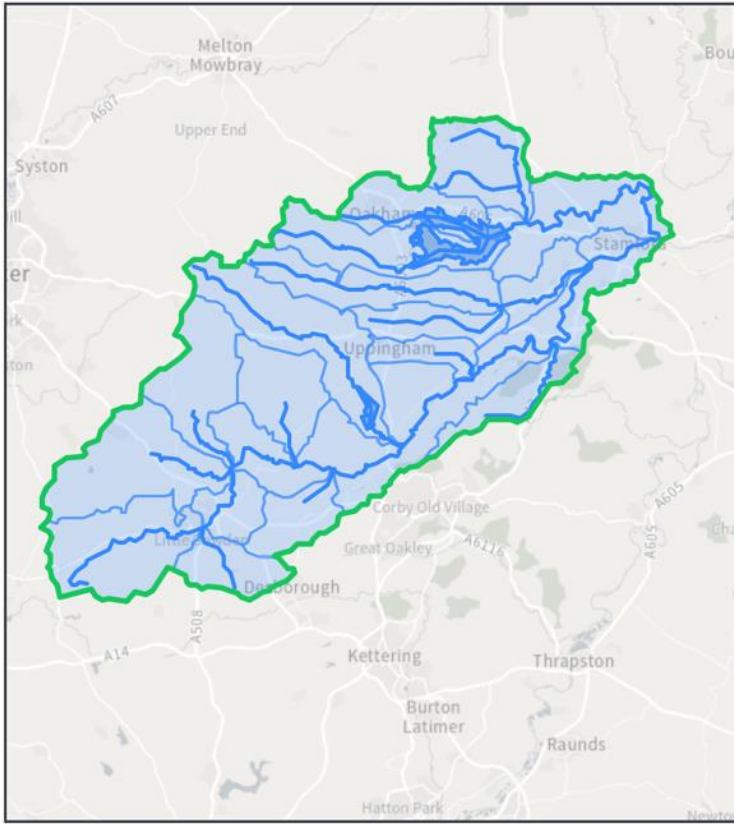 Melton
Mowbray
Bou
A607
Upper End
Syston
Oakham
A606
Stamford
er
Uppingham
Corby Old Village
A605
A605
Great Oakley
A6116
Desborough
A508
A14
Kettering
Thrapston
Burton
Latimer
Raunds
Hatton Park